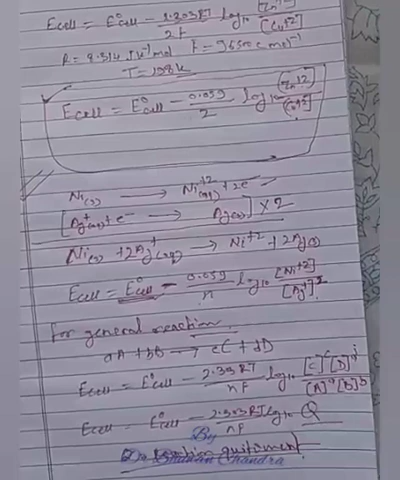 Ecell = E°cell - 2.303RT/2F log₁₀ [Zn⁺²]/[Cu⁺²]
R = 8.314 JK⁻¹mol F = 96500 c mol⁻¹
T = 298K
Ecell = E°cell - 0.059/2 log₁₀ [Zn⁺²]/[Cu⁺²]
Ni(s) → Ni⁺²(aq) + 2e⁻
[Ag⁺(aq) + e⁻ → Ag(s)] × 2
Ni(s) + 2Ag⁺(aq) → Ni⁺² + 2Ag(s)
Ecell = E°cell - 0.059/n log₁₀ [Ni⁺²]/[Ag⁺]²
For general reaction.
aA + bB → cC + dD
Ecell = E°cell - 2.303RT/nF log₁₀ [C]ᶜ[D]ᵈ/[A]ᵃ[B]ᵇ
Ecell = E°cell - 2.303RT/nF log₁₀ Q
By
Chandra